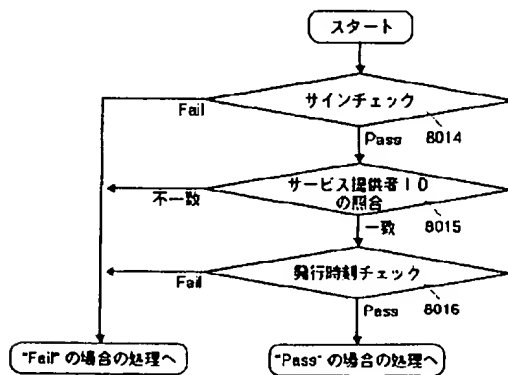 スタート
サインチェック
Fail
8014
Pass
サービス提供者ID
の照合
不一致
8015
一致
発行時刻チェック
Fail
8016
Pass
"Fail" の場合の処理へ
"Pass" の場合の処理へ